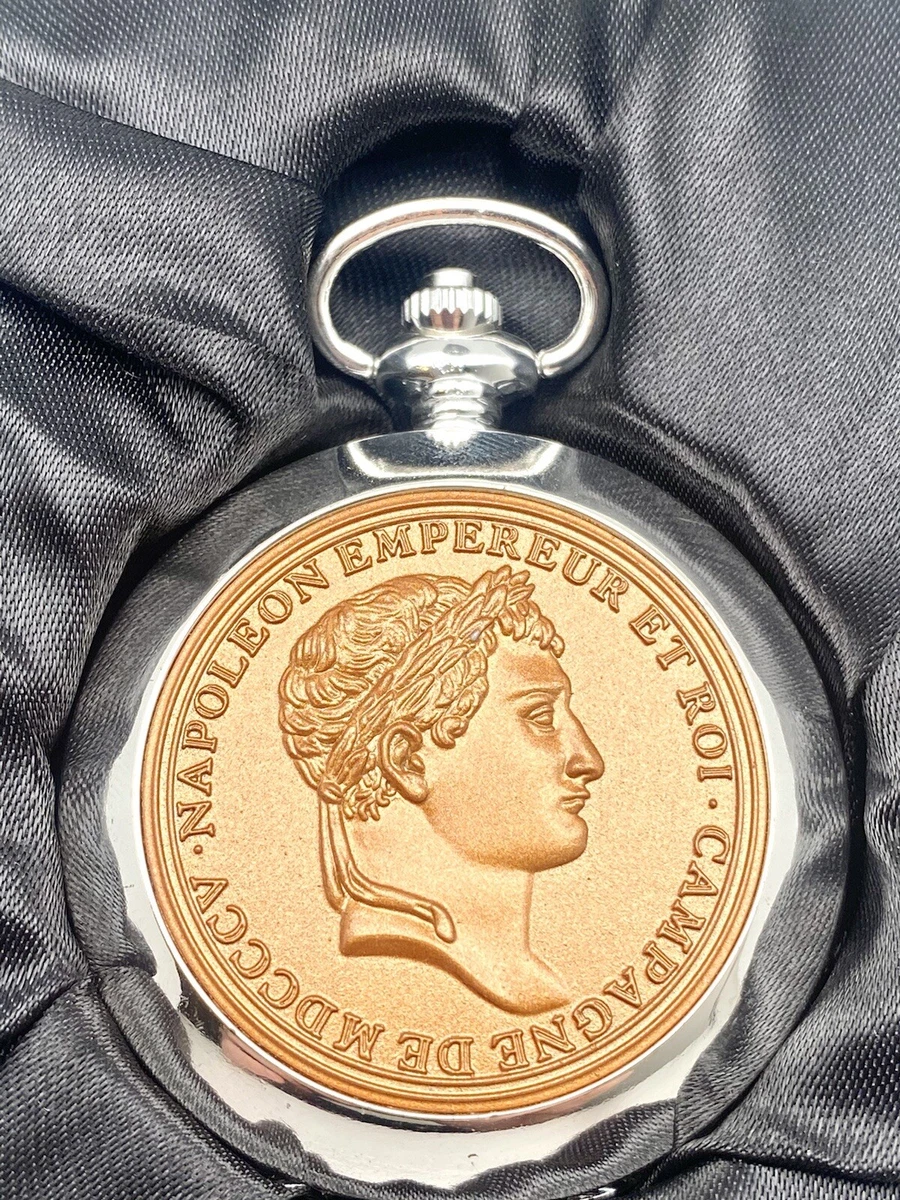 NAPOLEON EMPEREUR ET ROI · CAMPAGNE DE MDCCCV ·